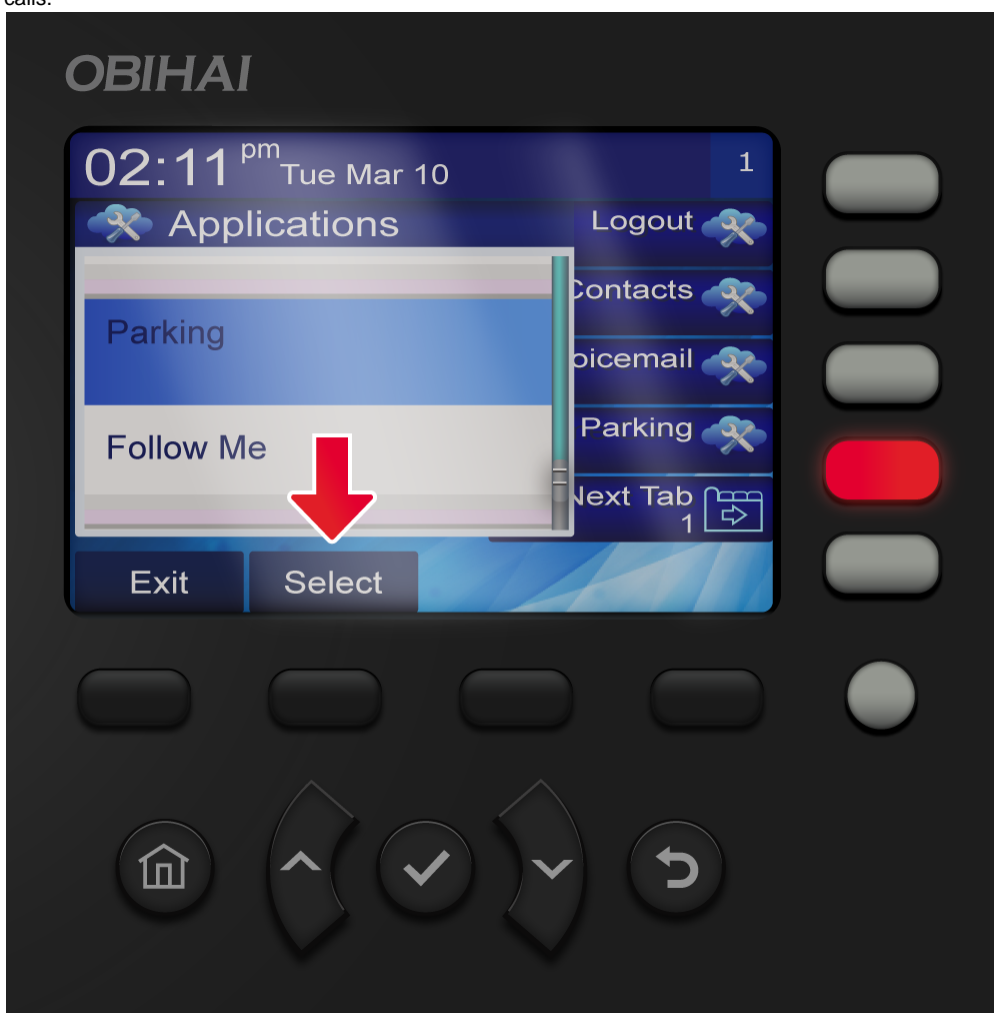 calls.
OBIHAI
02:11 pm Tue Mar 10 1
Applications
Logout
Contacts
Parking
oicemail
Follow Me
Parking
Next Tab
1
Exit Select